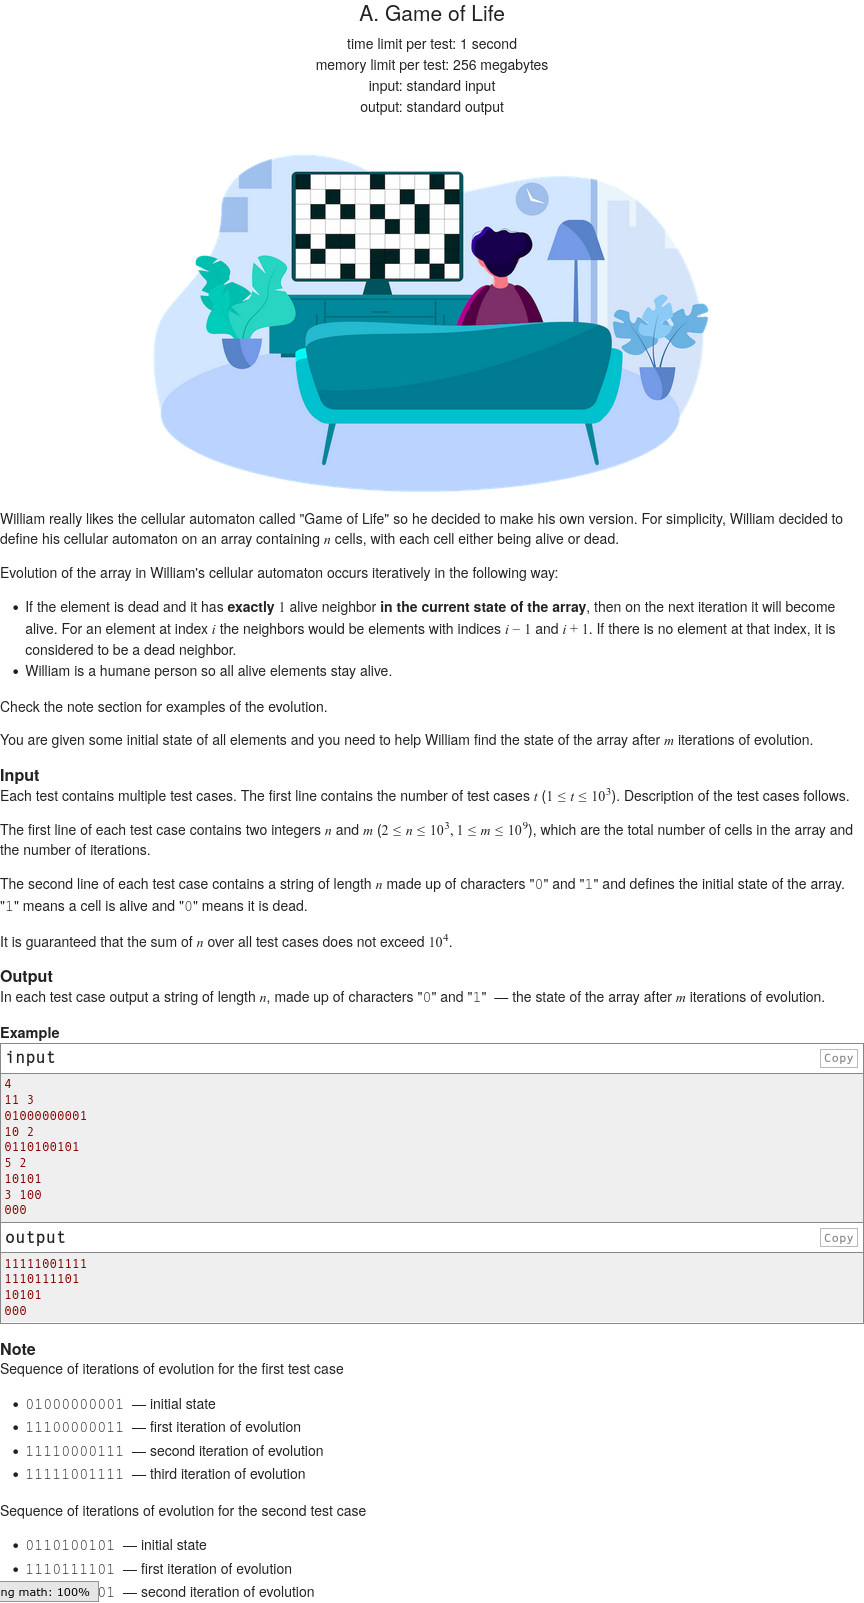 A. Game of Life
time limit per test: 1 second
memory limit per test: 256 megabytes
input: standard input
output: standard output
William really likes the cellular automaton called "Game of Life" so he decided to make his own version. For simplicity, William decided to
define his cellular automaton on an array containing n cells, with each cell either being alive or dead.
Evolution of the array in William's cellular automaton occurs iteratively in the following way:
• If the element is dead and it has exactly 1 alive neighbor in the current state of the array, then on the next iteration it will become
alive. For an element at index i the neighbors would be elements with indices i − 1 and i + 1. If there is no element at that index, it is
considered to be a dead neighbor.
• William is a humane person so all alive elements stay alive.
Check the note section for examples of the evolution.
You are given some initial state of all elements and you need to help William find the state of the array after m iterations of evolution.
Input
Each test contains multiple test cases. The first line contains the number of test cases t (1 ≤ t ≤ 10³). Description of the test cases follows.
The first line of each test case contains two integers n and m (2 ≤ n ≤ 10³, 1 ≤ m ≤ 10⁹), which are the total number of cells in the array and
the number of iterations.
The second line of each test case contains a string of length n made up of characters "0" and "1" and defines the initial state of the array.
"1" means a cell is alive and "0" means it is dead.
It is guaranteed that the sum of n over all test cases does not exceed 10⁴.
Output
In each test case output a string of length n, made up of characters "0" and "1" — the state of the array after m iterations of evolution.
Example
input Copy
4
11 3
01000000001
10 2
0110100101
5 2
10101
3 100
000
output Copy
11111001111
1110111101
10101
000
Note
Sequence of iterations of evolution for the first test case
• 01000000001 — initial state
• 11100000011 — first iteration of evolution
• 11110000111 — second iteration of evolution
• 11111001111 — third iteration of evolution
Sequence of iterations of evolution for the second test case
• 0110100101 — initial state
• 1110111101 — first iteration of evolution
ng math: 100% 01 — second iteration of evolution